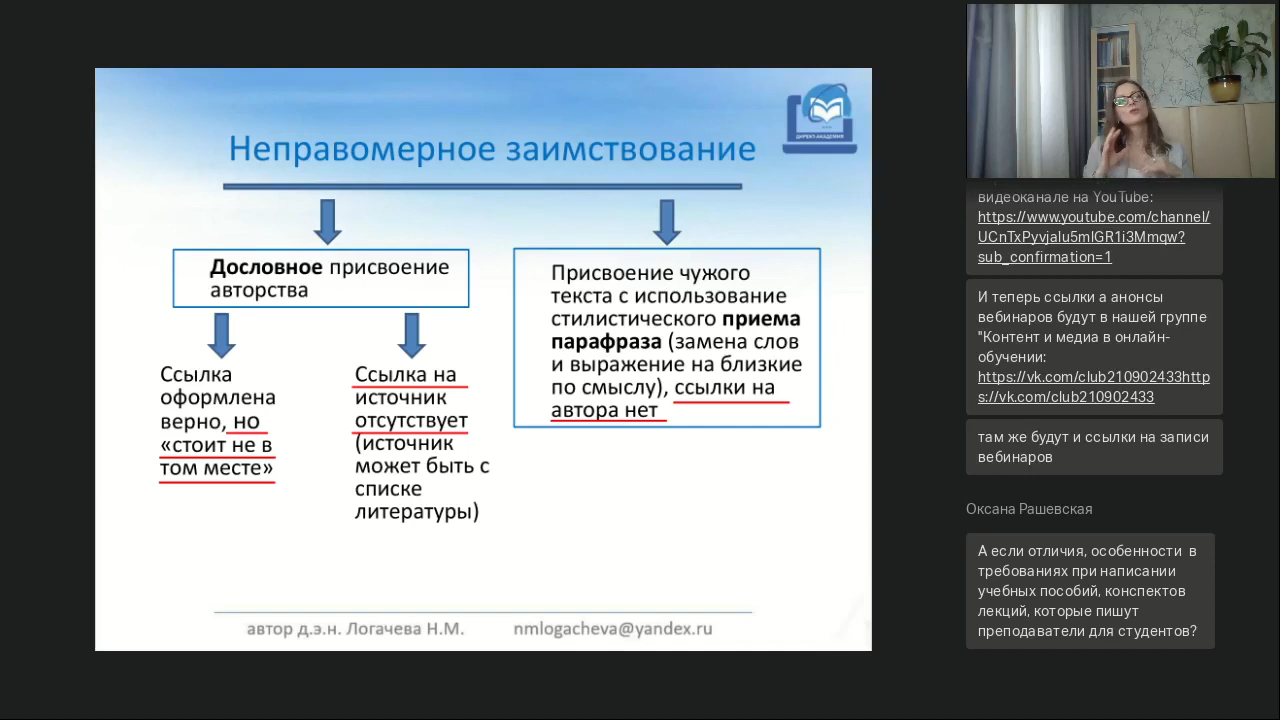 Неправомерное заимствование
ДИРЕКТ-АКАДЕМИЯ
Дословное присвоение
авторства
Ссылка
оформлена
верно, но
«стоит не в
том месте»
Ссылка на
источник
отсутствует
(источник
может быть с
списке
литературы)
Присвоение чужого
текста с использование
стилистического приема
парафраза (замена слов
и выражение на близкие
по смыслу), ссылки на
автора нет
автор д.э.н. Логачева Н.М.
nmlogacheva@yandex.ru
видеоканале на YouTube:
https://www.youtube.com/channel/
UCnTxPyvjalu5mlGR1i3Mmqw?
sub_confirmation=1
И теперь ссылки а анонсы
вебинаров будут в нашей группе
"Контент и медиа в онлайн-
обучении:
https://vk.com/club210902433http
s://vk.com/club210902433
там же будут и ссылки на записи
вебинаров
Оксана Рашевская
А если отличия, особенности в
требованиях при написании
учебных пособий, конспектов
лекций, которые пишут
преподаватели для студентов?